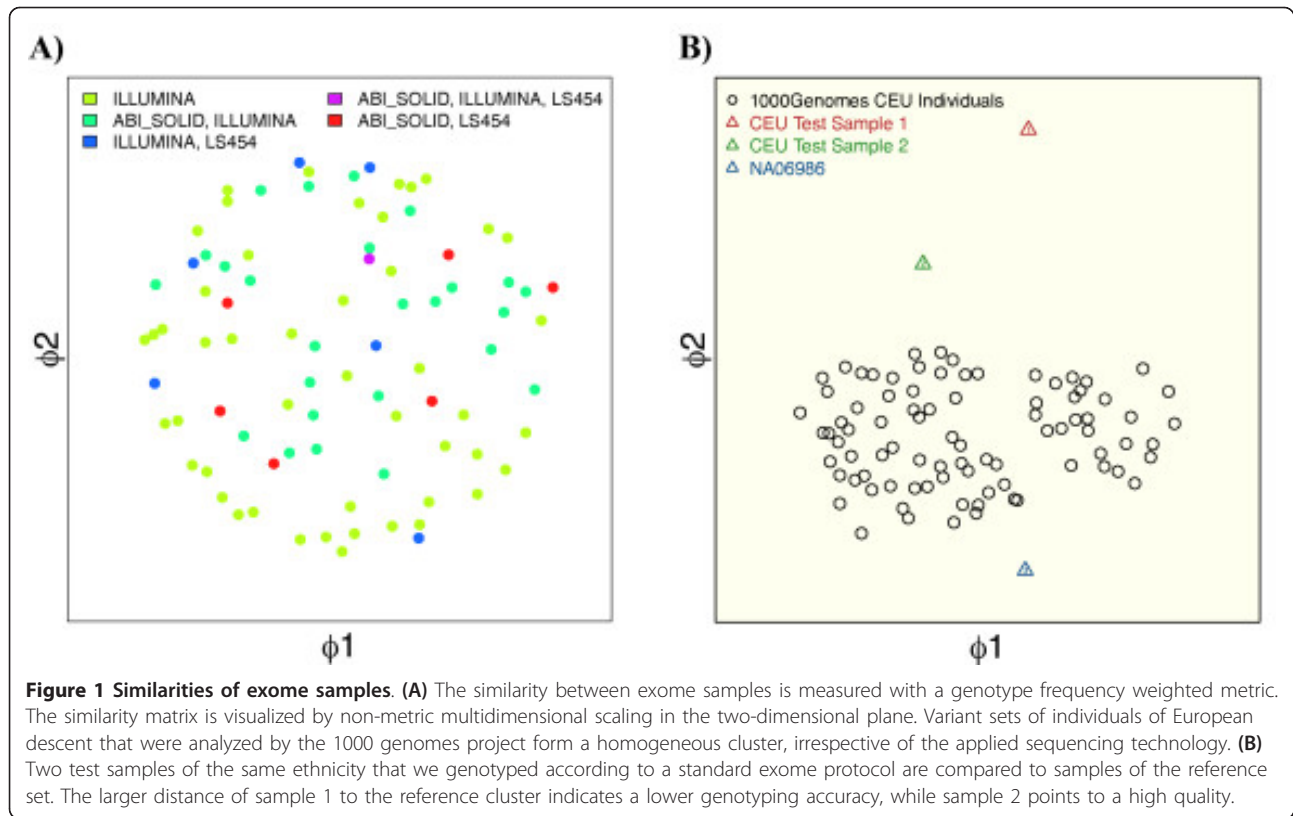 A)
ILLUMINA
ABI_SOLID, ILLUMINA
ILLUMINA, LS454
ABI_SOLID, ILLUMINA, LS454
ABI_SOLID, LS454
ϕ2
ϕ1
B)
1000Genomes CEU Individuals
CEU Test Sample 1
CEU Test Sample 2
NA06986
ϕ2
ϕ1
Figure 1 Similarities of exome samples. (A) The similarity between exome samples is measured with a genotype frequency weighted metric.
The similarity matrix is visualized by non-metric multidimensional scaling in the two-dimensional plane. Variant sets of individuals of European
descent that were analyzed by the 1000 genomes project form a homogeneous cluster, irrespective of the applied sequencing technology. (B)
Two test samples of the same ethnicity that we genotyped according to a standard exome protocol are compared to samples of the reference
set. The larger distance of sample 1 to the reference cluster indicates a lower genotyping accuracy, while sample 2 points to a high quality.